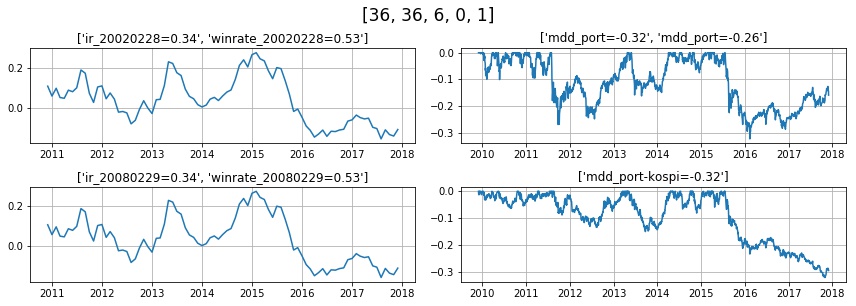 [36, 36, 6, 0, 1]
['ir_20020228=0.34', 'winrate_20020228=0.53']
0.2
0.0
2011 2012 2013 2014 2015 2016 2017 2018
['mdd_port=-0.32', 'mdd_port=-0.26']
0.0
−0.1
−0.2
−0.3
2010 2011 2012 2013 2014 2015 2016 2017 2018
['ir_20080229=0.34', 'winrate_20080229=0.53']
0.2
0.0
2011 2012 2013 2014 2015 2016 2017 2018
['mdd_port-kospi=-0.32']
0.0
−0.1
−0.2
−0.3
2010 2011 2012 2013 2014 2015 2016 2017 2018